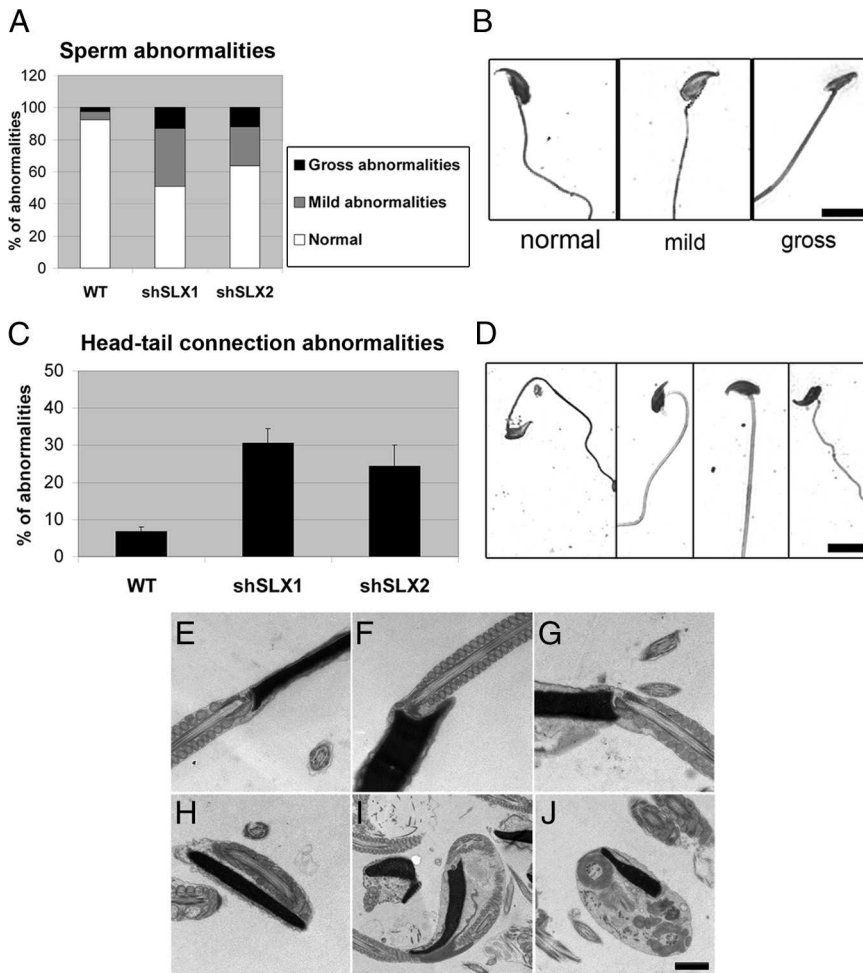 A
Sperm abnormalities
% of abnormalities
120
100
80
60
40
20
0
WT
shSLX1
shSLX2
Gross abnormalities
Mild abnormalities
Normal
B
normal
mild
gross
C
Head-tail connection abnormalities
% of abnormalities
50
40
30
20
10
0
WT
shSLX1
shSLX2
D
E
F
G
H
I
J